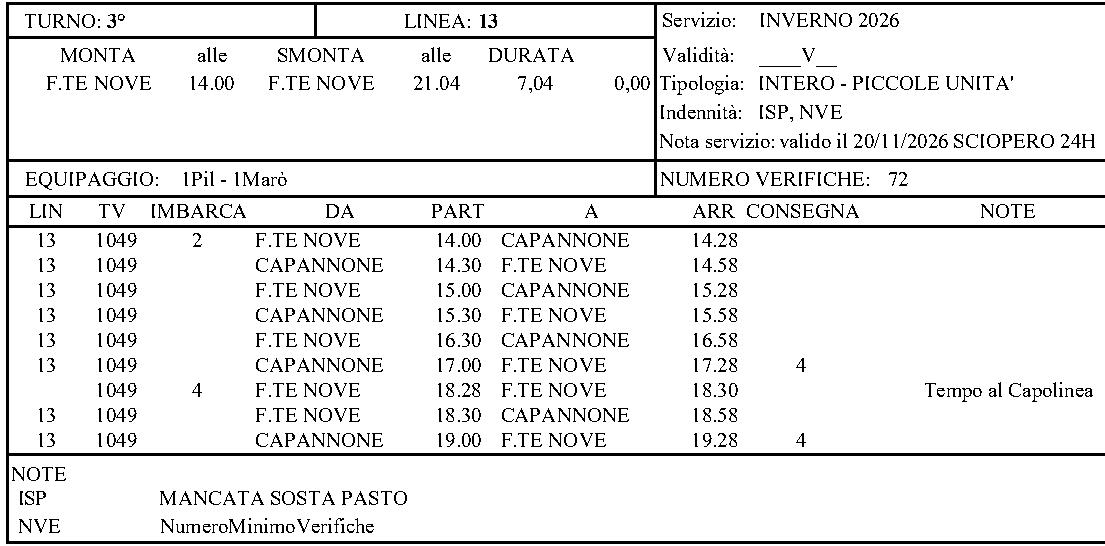 TURNO: 3° LINEA: 13 Servizio: INVERNO 2026
MONTA alle SMONTA alle DURATA Validità: ____V__
F.TE NOVE 14.00 F.TE NOVE 21.04 7,04 0,00 Tipologia: INTERO - PICCOLE UNITA'
Indennità: ISP, NVE
Nota servizio: valido il 20/11/2026 SCIOPERO 24H
EQUIPAGGIO: 1Pil - 1Marò NUMERO VERIFICHE: 72
LIN TV IMBARCA DA PART A ARR CONSEGNA NOTE
13 1049 2 F.TE NOVE 14.00 CAPANNONE 14.28
13 1049 CAPANNONE 14.30 F.TE NOVE 14.58
13 1049 F.TE NOVE 15.00 CAPANNONE 15.28
13 1049 CAPANNONE 15.30 F.TE NOVE 15.58
13 1049 F.TE NOVE 16.30 CAPANNONE 16.58
13 1049 CAPANNONE 17.00 F.TE NOVE 17.28 4
1049 4 F.TE NOVE 18.28 F.TE NOVE 18.30 Tempo al Capolinea
13 1049 F.TE NOVE 18.30 CAPANNONE 18.58
13 1049 CAPANNONE 19.00 F.TE NOVE 19.28 4
NOTE
ISP MANCATA SOSTA PASTO
NVE NumeroMinimoVerifiche